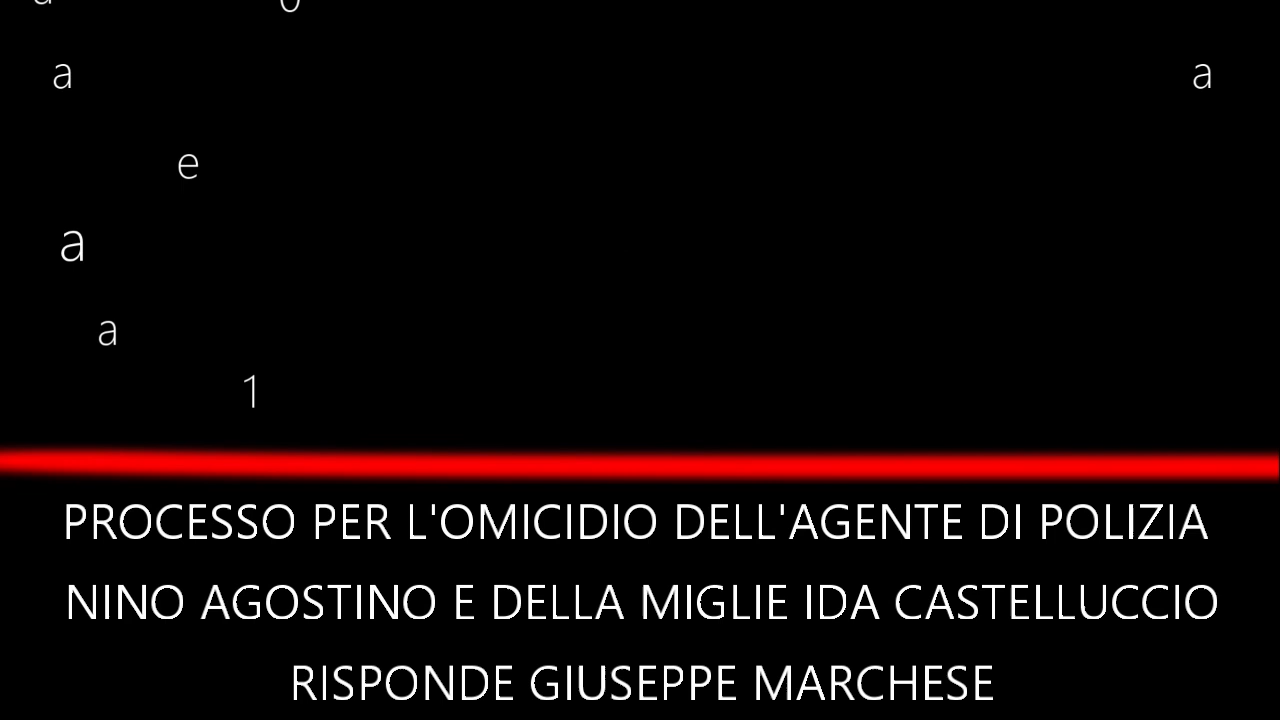 a
a
e
a
a
1
PROCESSO PER L'OMICIDIO DELL'AGENTE DI POLIZIA
NINO AGOSTINO E DELLA MIGLIE IDA CASTELLUCCIO
RISPONDE GIUSEPPE MARCHESE